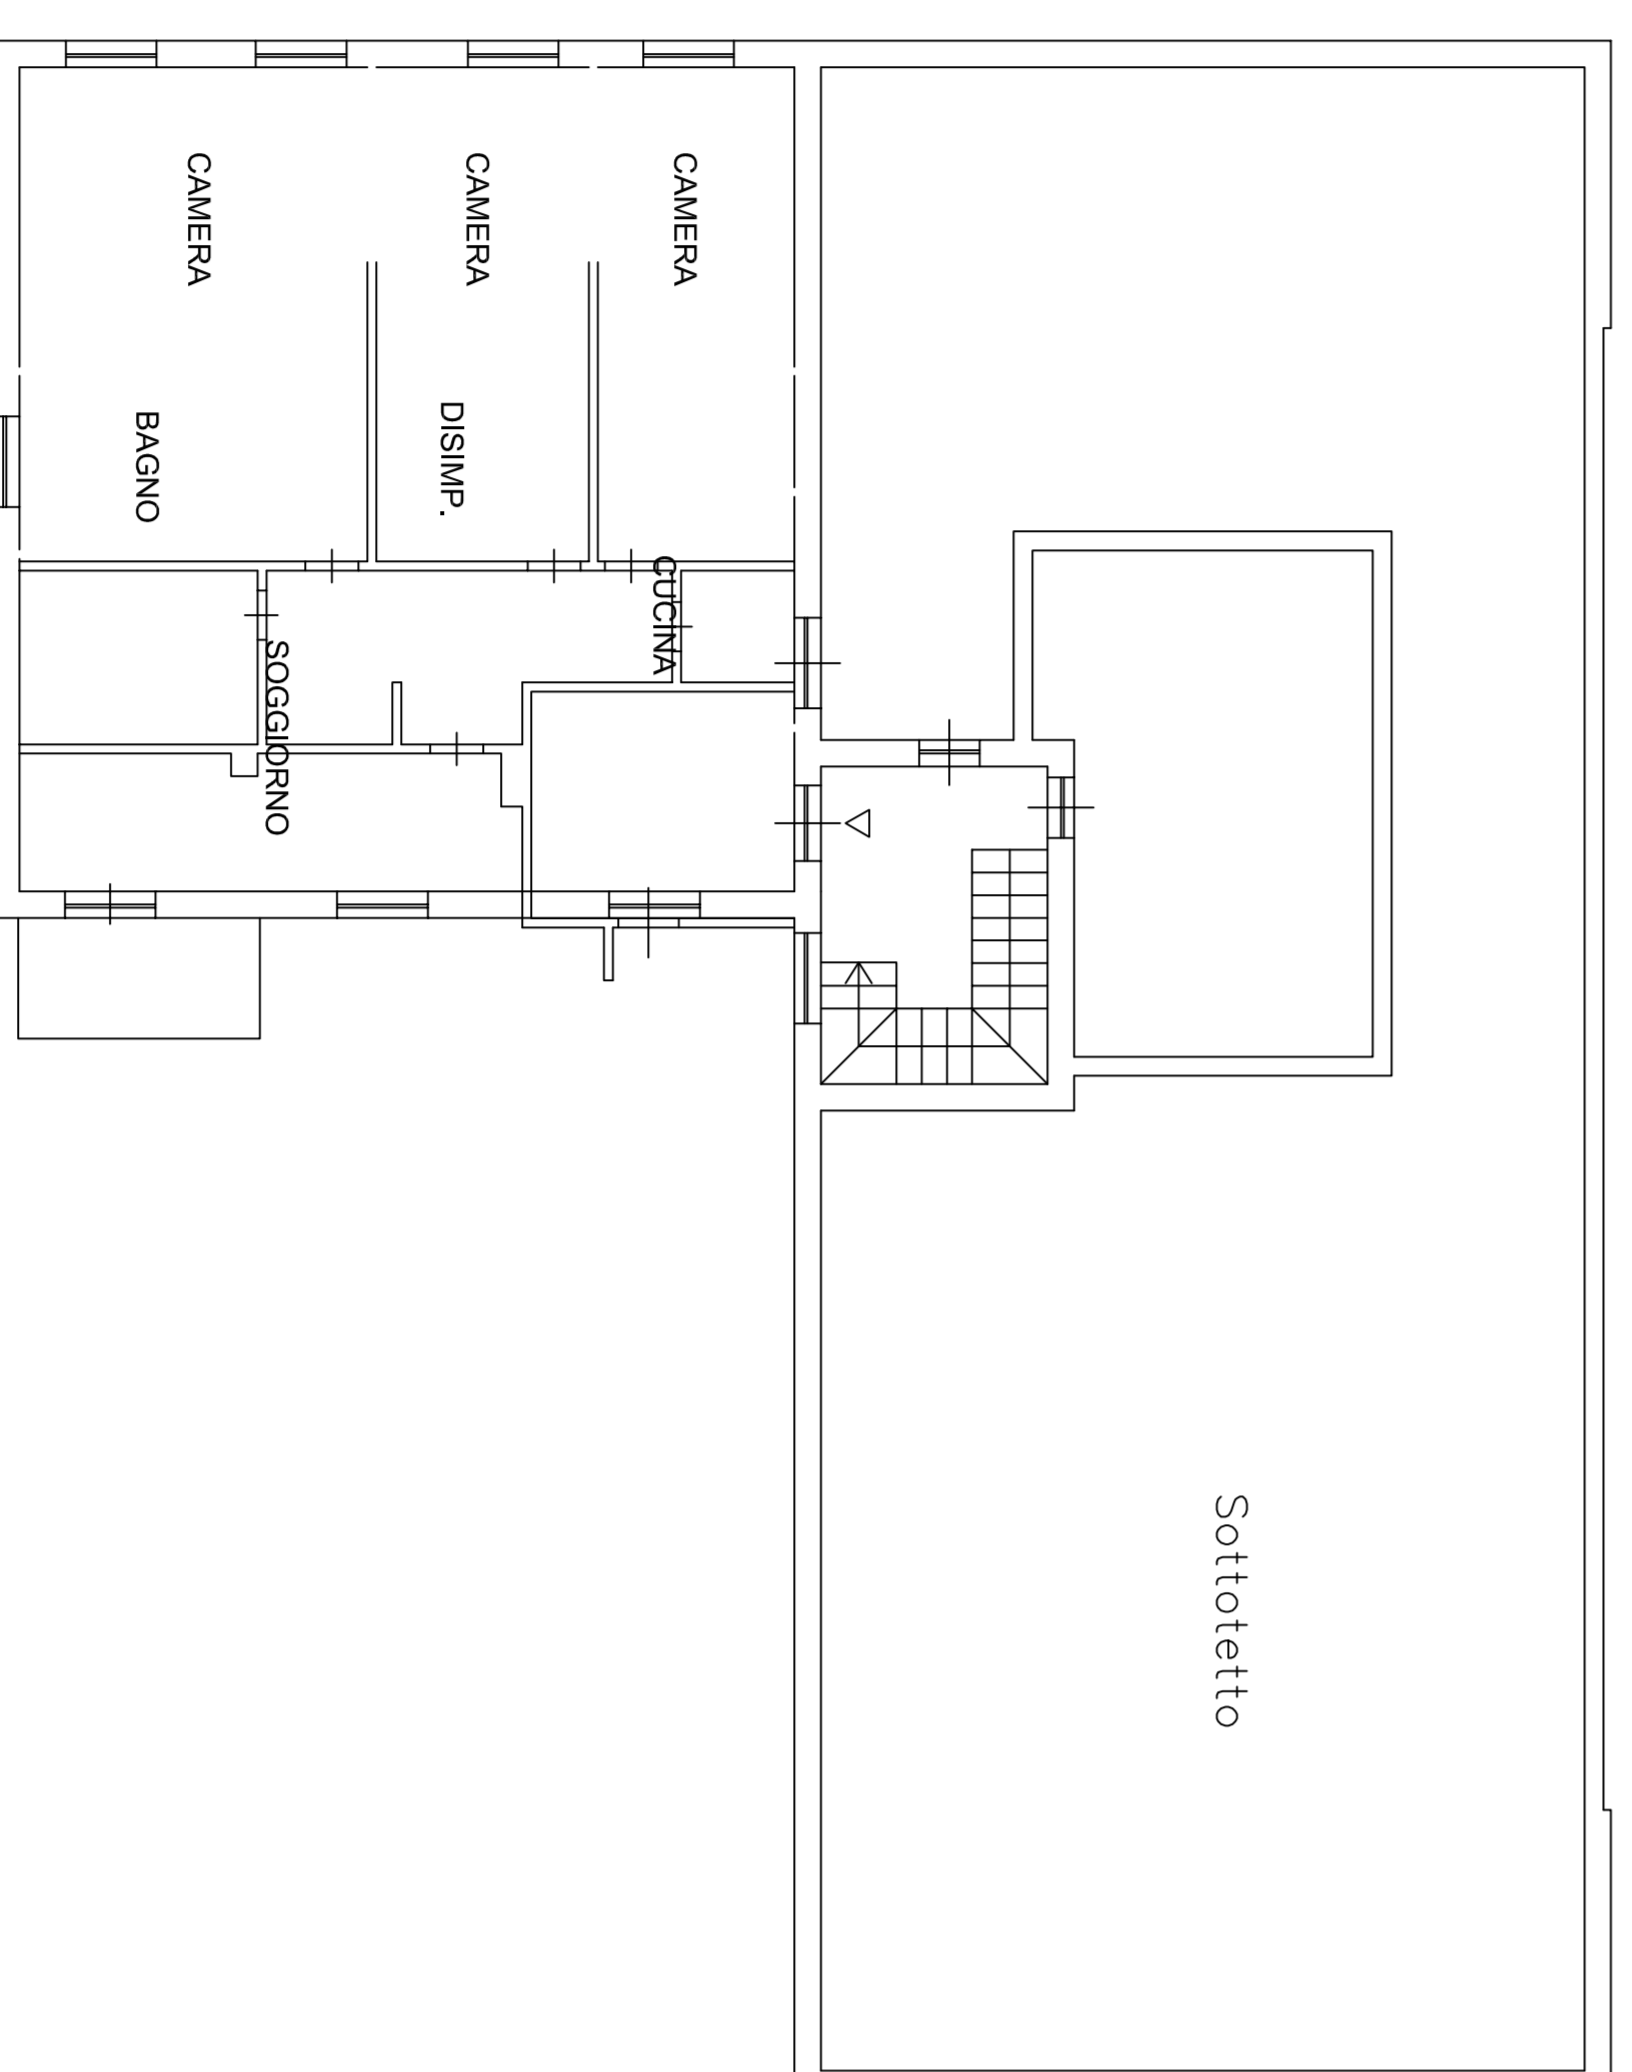 CAMERA
CAMERA
CAMERA
BAGNO
DISIMP.
CUCINA
SOGGIORNO
Sottotetto